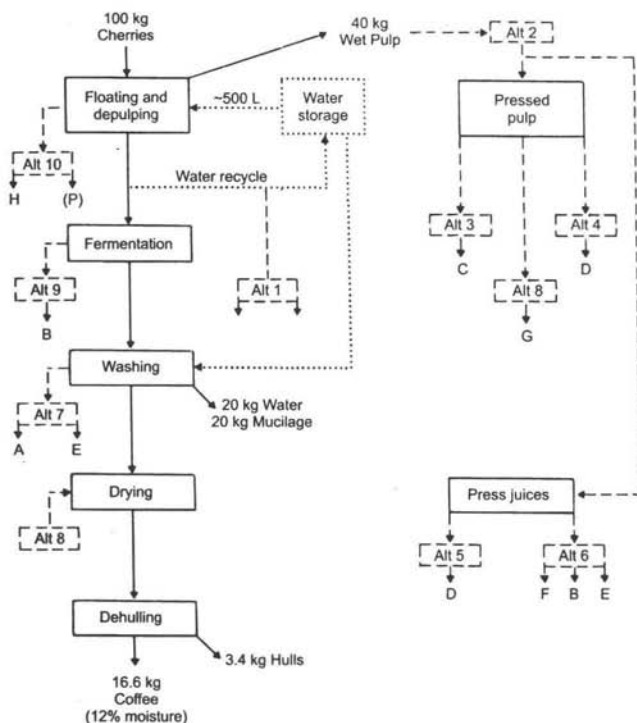 100 kg
Cherries
40 kg
Wet Pulp
Alt 2
Floating and
depulping
~500 L
Water
storage
Pressed
pulp
Alt 10
H
(P)
Water recycle
Alt 3
C
Alt 4
D
Fermentation
Alt 9
B
Alt 1
Alt 8
G
Washing
20 kg Water
20 kg Mucilage
Alt 7
A
E
Drying
Alt 8
Press juices
Alt 5
D
Alt 6
F
B
E
Dehulling
3.4 kg Hulls
16.6 kg
Coffee
(12% moisture)